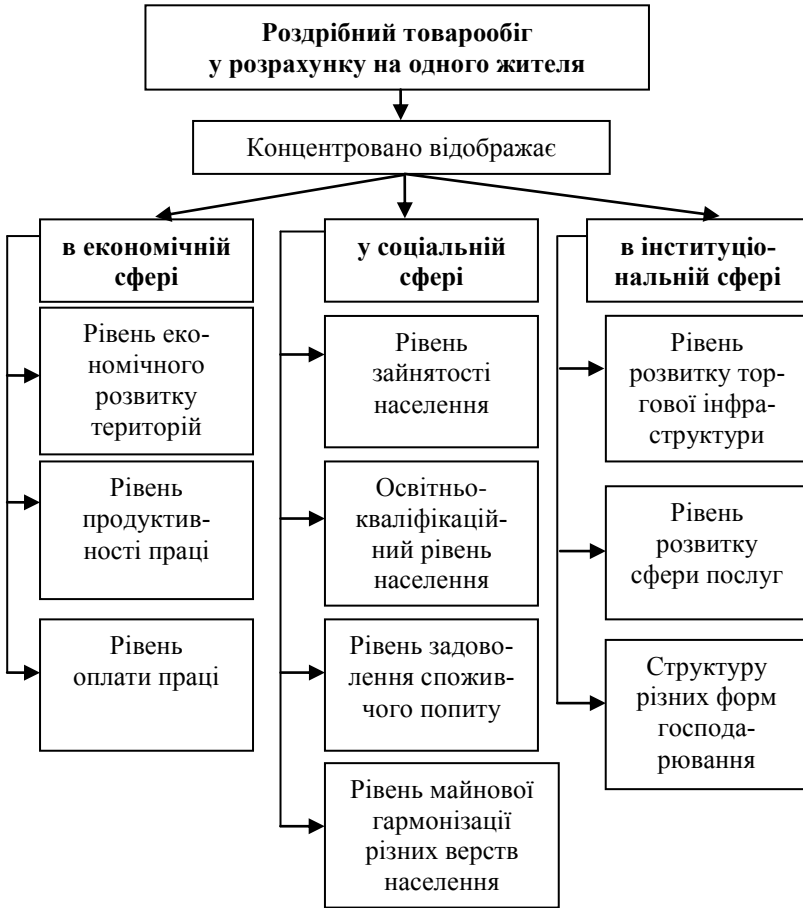 Роздрібний товарообіг
у розрахунку на одного жителя
Концентровано відображає
в економічній
сфері
Рівень еко-
номічного
розвитку
територій
Рівень
продуктив-
ності праці
Рівень
оплати праці
у соціальній
сфері
Рівень
зайнятості
населення
Освітньо-
кваліфікацій-
ний рівень
населення
Рівень задово-
лення спожив-
чого попиту
Рівень майнової
гармонізації
різних верств
населення
в інституціо-
нальній сфері
Рівень
розвитку тор-
гової інфра-
структури
Рівень
розвитку
сфери послуг
Структуру
різних форм
господа-
рювання